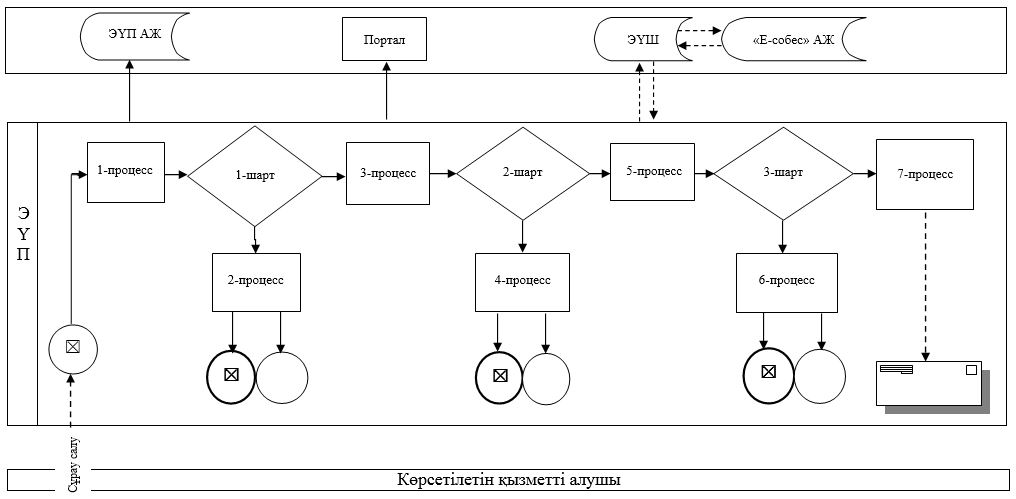 ЭҮП АЖ
Портал
ЭҮШ
«Е-собес» АЖ
ЭҮП
1-процесс
1-шарт
3-процесс
2-шарт
5-процесс
3-шарт
7-процесс
2-процесс
4-процесс
6-процесс
Сұрау салу
Көрсетілетін қызметті алушы